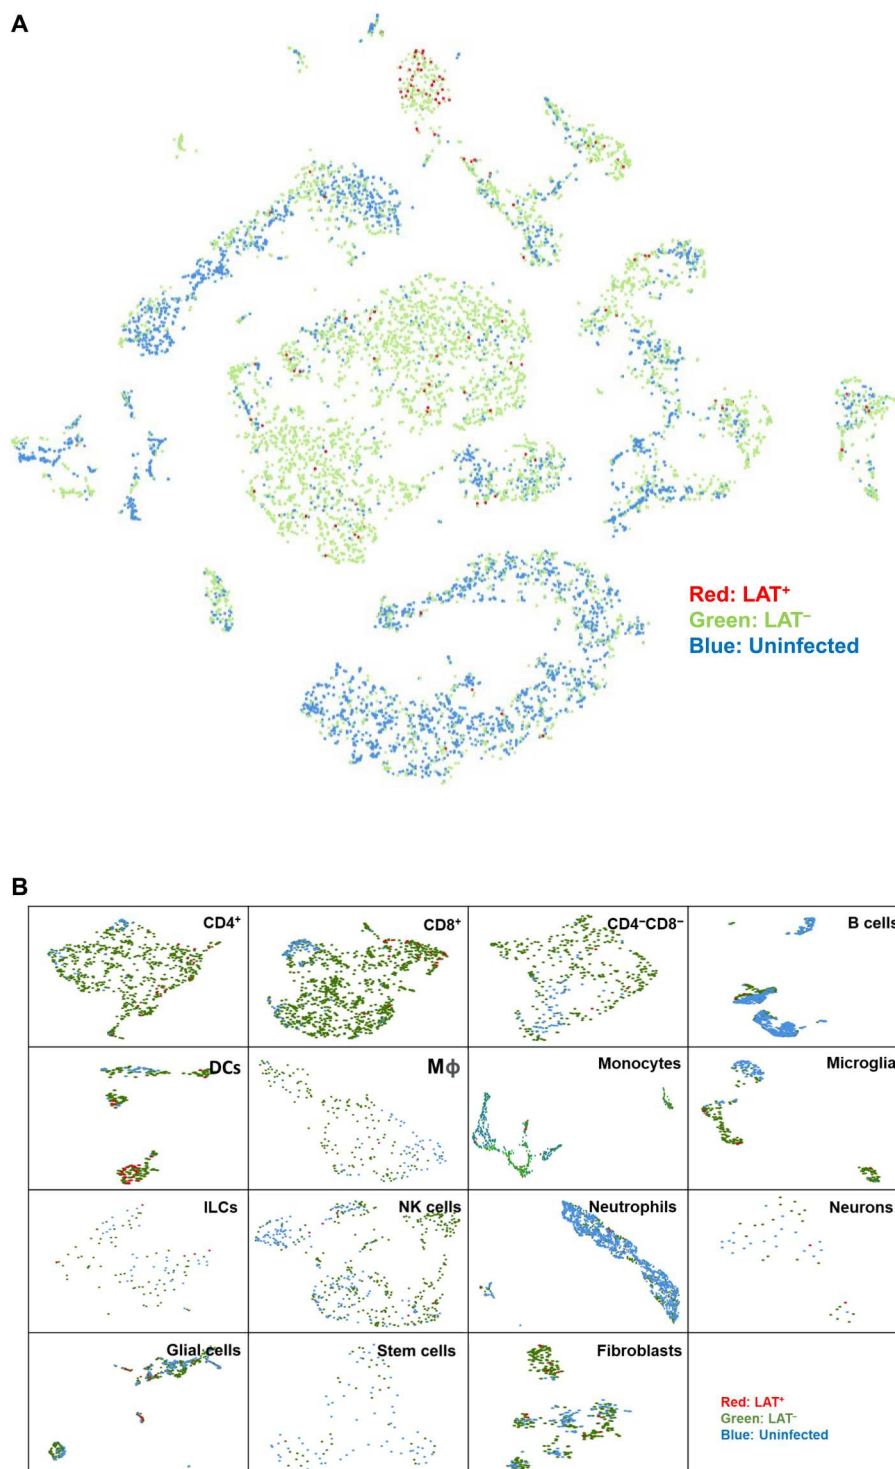 A
Red: LAT⁺
Green: LAT⁻
Blue: Uninfected
B
CD4⁺
CD8⁺
CD4⁻CD8⁻
B cells
DCs
Mϕ
Monocytes
Microglia
ILCs
NK cells
Neutrophils
Neurons
Glial cells
Stem cells
Fibroblasts
Red: LAT⁺
Green: LAT⁻
Blue: Uninfected